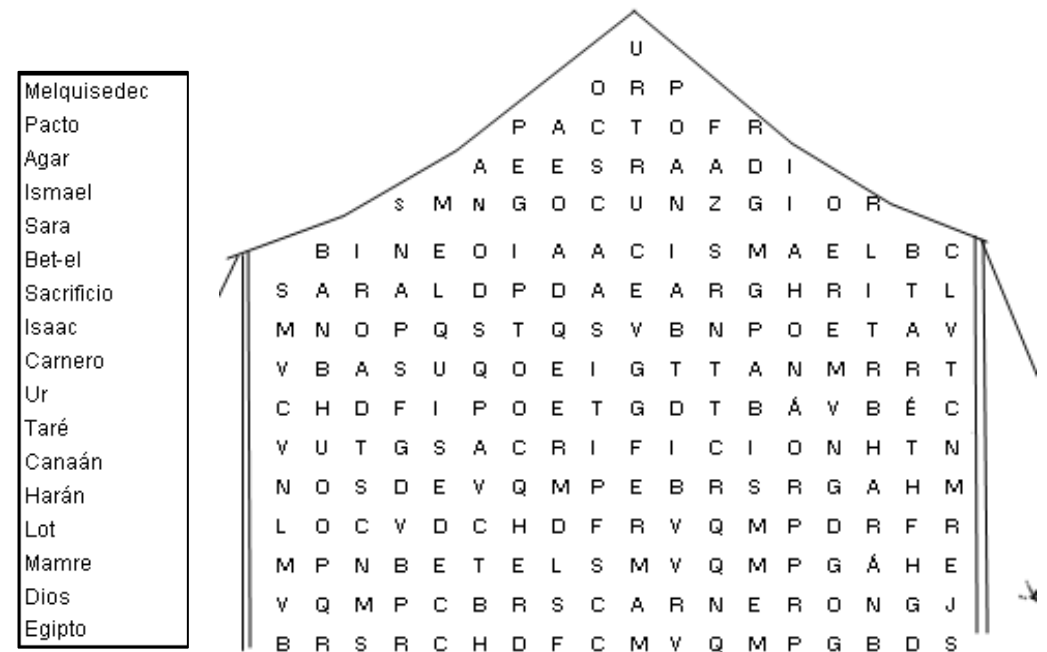 Melquisedec
Pacto
Agar
Ismael
Sara
Bet-el
Sacrificio
Isaac
Carnero
Ur
Taré
Canaán
Harán
Lot
Mamre
Dios
Egipto
U
O R P
P A C T O F R
A E E S R A A D I
S M N G O C U N Z G I O R
B I N E O I A A C I S M A E L B C
S A R A L D P D A E A R G H R I T L
M N O P Q S T Q S V B N P O E T A V
V B A S U Q O E I G T T A N M R R T
C H D F I P O E T G D T B Á V B É C
V U T G S A C R I F I C I O N H T N
N O S D E V Q M P E B R S R G A H M
L O C V D C H D F R V Q M P D R F R
M P N B E T E L S M V Q M P G Á H E
V Q M P C B R S C A R N E R O N G J
B R S R C H D F C M V Q M P G B D S